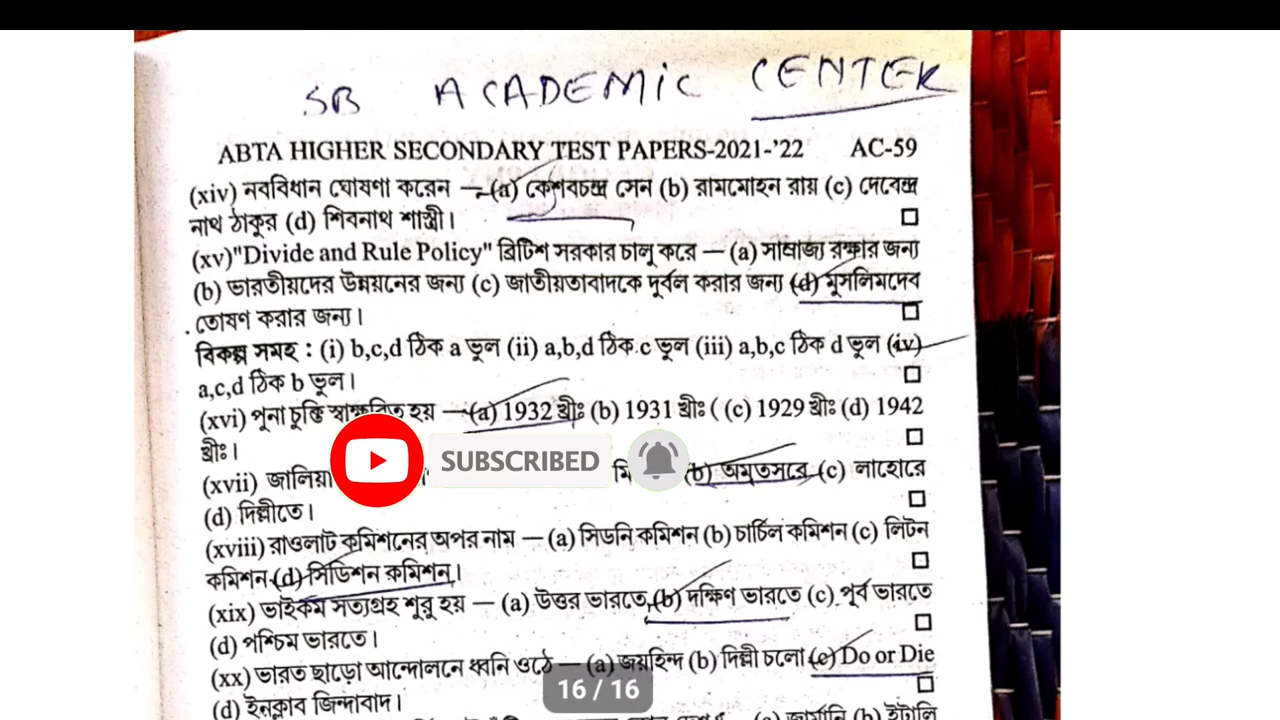 SB ACADEMIC CENTER
ABTA HIGHER SECONDARY TEST PAPERS-2021-'22 AC-59
(xiv) নববিধান ঘোষণা করেন — (a) কেশবচন্দ্র সেন (b) রামমোহন রায় (c) দেবেন্দ্র
নাথ ঠাকুর (d) শিবনাথ শাস্ত্রী।
(xv)"Divide and Rule Policy" ব্রিটিশ সরকার চালু করে — (a) সাম্রাজ্য রক্ষার জন্য
(b) ভারতীয়দের উন্নয়নের জন্য (c) জাতীয়তাবাদকে দুর্বল করার জন্য (d) মুসলিমদেব
তোষণ করার জন্য।
বিকল্প সমহ : (i) b,c,d ঠিক a ভুল (ii) a,b,d ঠিক c ভুল (iii) a,b,c ঠিক d ভুল (iv)
a,c,d ঠিক b ভুল।
(xvi) পুনা চুক্তি স্বাক্ষরিত হয় — (a) 1932 খ্রীঃ (b) 1931 খ্রীঃ ( (c) 1929 খ্রীঃ (d) 1942
খ্রীঃ।
SUBSCRIBED
(xvii) জালিয়া (b) অমৃতসরে (c) লাহোরে
(d) দিল্লীতে।
(xviii) রাওলাট কমিশনের অপর নাম — (a) সিডনি কমিশন (b) চার্চিল কমিশন (c) লিটন
কমিশন (d) সিডিশন কমিশন।
(xix) ভাইকম সত্যগ্রহ শুরু হয় — (a) উত্তর ভারতে (b) দক্ষিণ ভারতে (c) পূর্ব ভারতে
(d) পশ্চিম ভারতে।
(xx) ভারত ছাড়ো আন্দোলনে ধ্বনি ওঠে — (a) জয়হিন্দ (b) দিল্লী চলো (c) Do or Die
16 / 16
(d) ইনক্লাব জিন্দাবাদ।
(a) জার্মানি (b) ইটালি